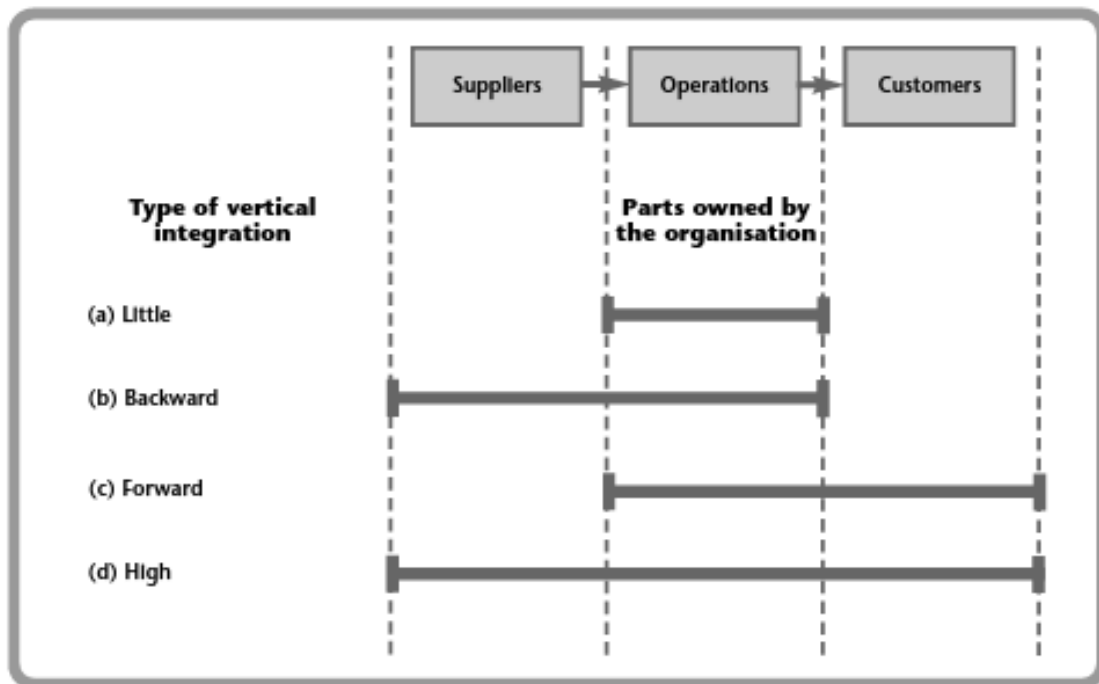 Suppliers
Operations
Customers
Type of vertical
integration
Parts owned by
the organisation
(a) Little
(b) Backward
(c) Forward
(d) High